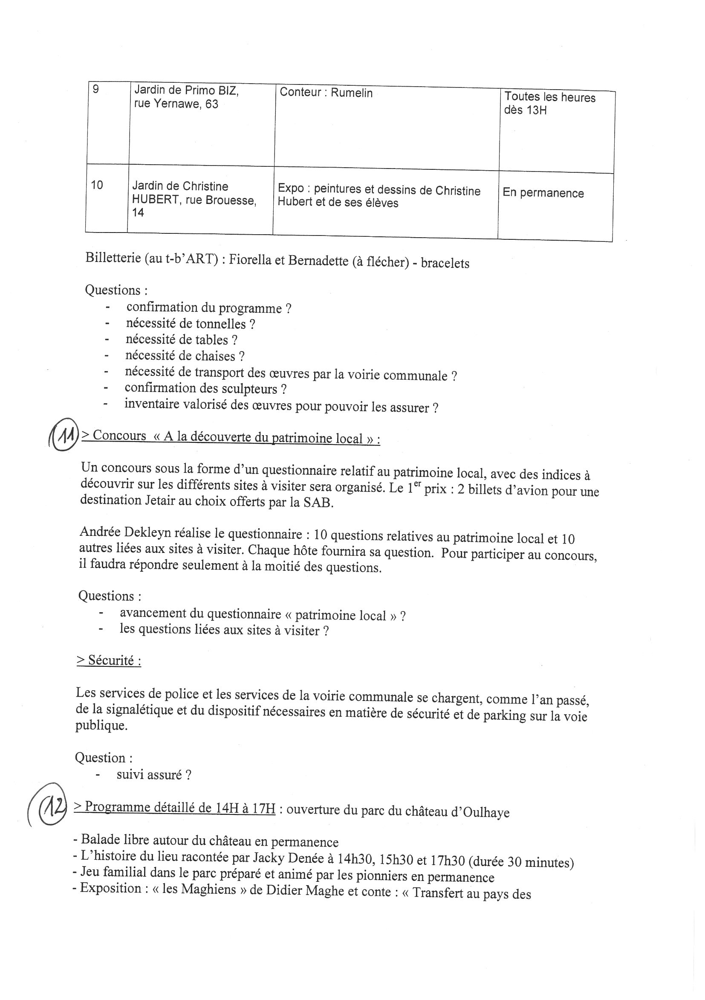 9
Jardin de Primo BIZ,
rue Yernawe, 63
Conteur : Rumelin
Toutes les heures
dès 13H
10
Jardin de Christine
HUBERT, rue Brouesse,
14
Expo : peintures et dessins de Christine
Hubert et de ses élèves
En permanence
Billetterie (au t-b’ART) : Fiorella et Bernadette (à flécher) - bracelets
Questions :
- confirmation du programme ?
- nécessité de tonnelles ?
- nécessité de tables ?
- nécessité de chaises ?
- nécessité de transport des œuvres par la voirie communale ?
- confirmation des sculpteurs ?
- inventaire valorisé des œuvres pour pouvoir les assurer ?
11 > Concours « A la découverte du patrimoine local » :
Un concours sous la forme d’un questionnaire relatif au patrimoine local, avec des indices à
découvrir sur les différents sites à visiter sera organisé. Le 1er prix : 2 billets d’avion pour une
destination Jetair au choix offerts par la SAB.
Andrée Dekleyn réalise le questionnaire : 10 questions relatives au patrimoine local et 10
autres liées aux sites à visiter. Chaque hôte fournira sa question. Pour participer au concours,
il faudra répondre seulement à la moitié des questions.
Questions :
- avancement du questionnaire « patrimoine local » ?
- les questions liées aux sites à visiter ?
> Sécurité :
Les services de police et les services de la voirie communale se chargent, comme l’an passé,
de la signalétique et du dispositif nécessaires en matière de sécurité et de parking sur la voie
publique.
Question :
- suivi assuré ?
12 > Programme détaillé de 14H à 17H : ouverture du parc du château d’Oulhaye
- Balade libre autour du château en permanence
- L’histoire du lieu racontée par Jacky Denée à 14h30, 15h30 et 17h30 (durée 30 minutes)
- Jeu familial dans le parc préparé et animé par les pionniers en permanence
- Exposition : « les Maghiens » de Didier Maghe et conte : « Transfert au pays des